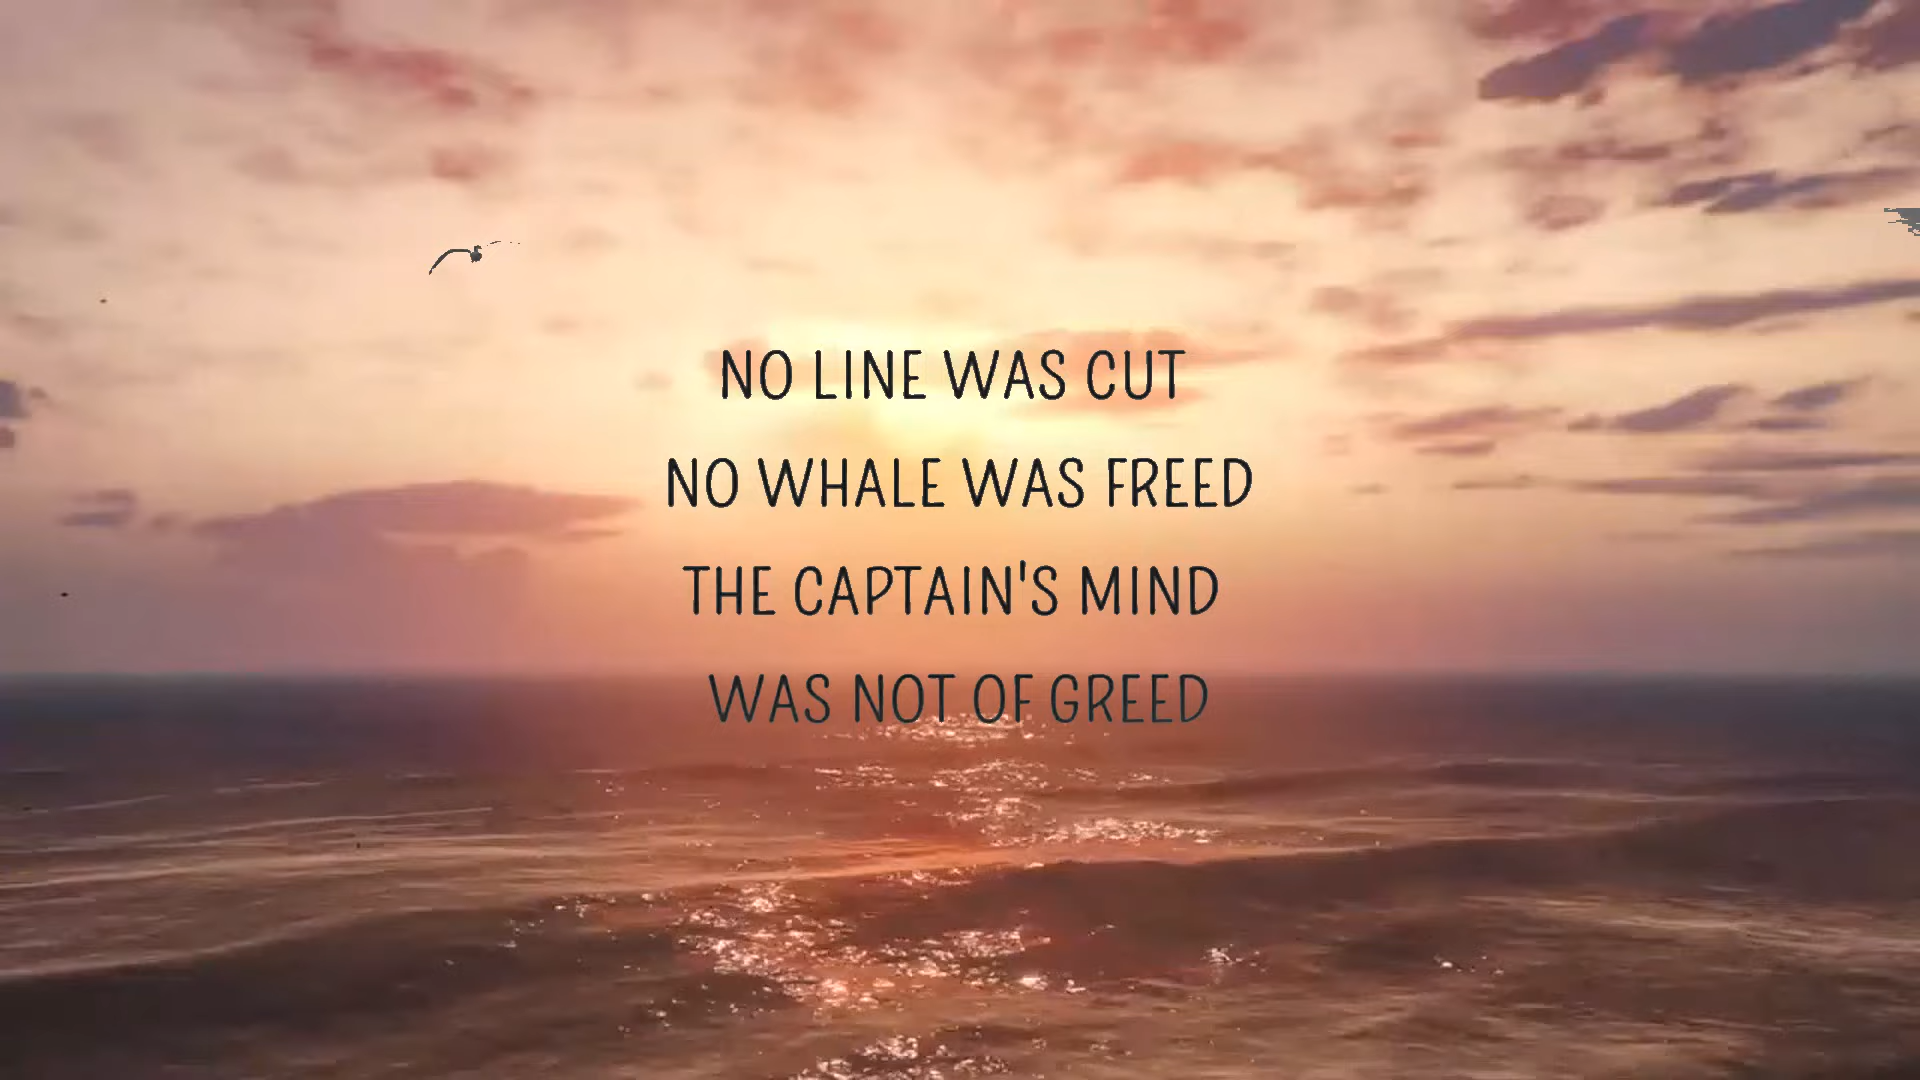 NO LINE WAS CUT
NO WHALE WAS FREED
THE CAPTAIN'S MIND
WAS NOT OF GREED